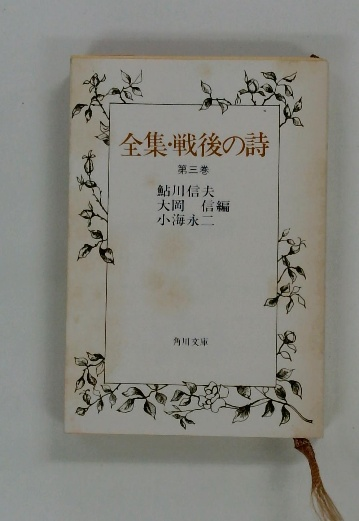 全集・戦後の詩
第三巻
鮎川信夫
大岡 信編
小海永二
角川文庫